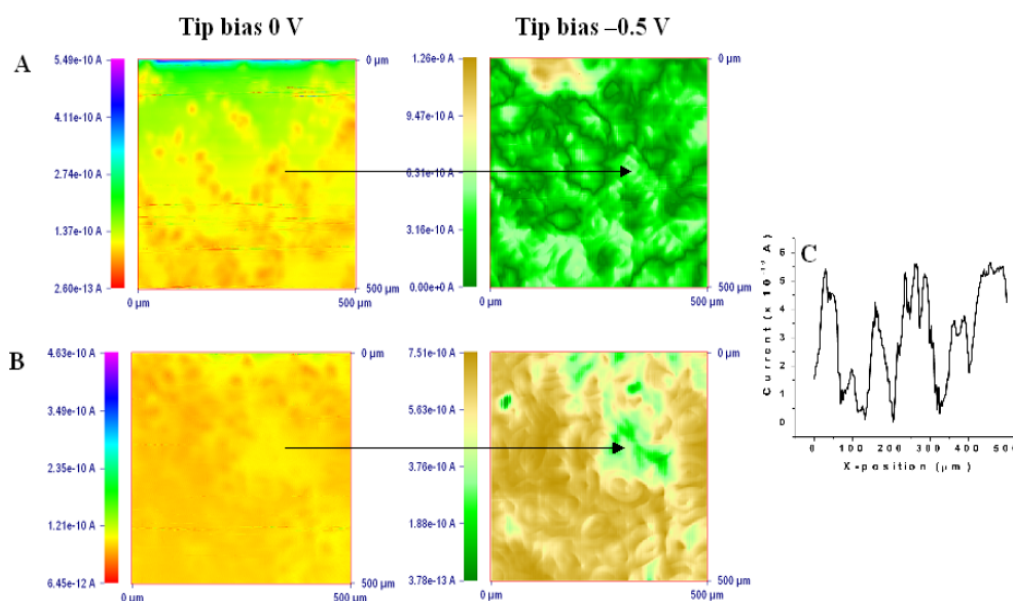 Tip bias 0 V
Tip bias –0.5 V
A
5.49e-10 A
4.11e-10 A
2.74e-10 A
1.37e-10 A
2.60e-13 A
0 µm
0 µm
500 µm
500 µm
1.26e-9 A
9.47e-10 A
6.31e-10 A
3.16e-10 A
0.00e+0 A
0 µm
0 µm
500 µm
500 µm
B
4.63e-10 A
3.49e-10 A
2.35e-10 A
1.21e-10 A
6.45e-12 A
0 µm
0 µm
500 µm
500 µm
7.51e-10 A
5.63e-10 A
3.76e-10 A
1.88e-10 A
3.78e-13 A
0 µm
0 µm
500 µm
500 µm
C
Current (x 10 A)
6
5
4
3
2
1
0
0
100
200
300
400
500
X-position (µm)